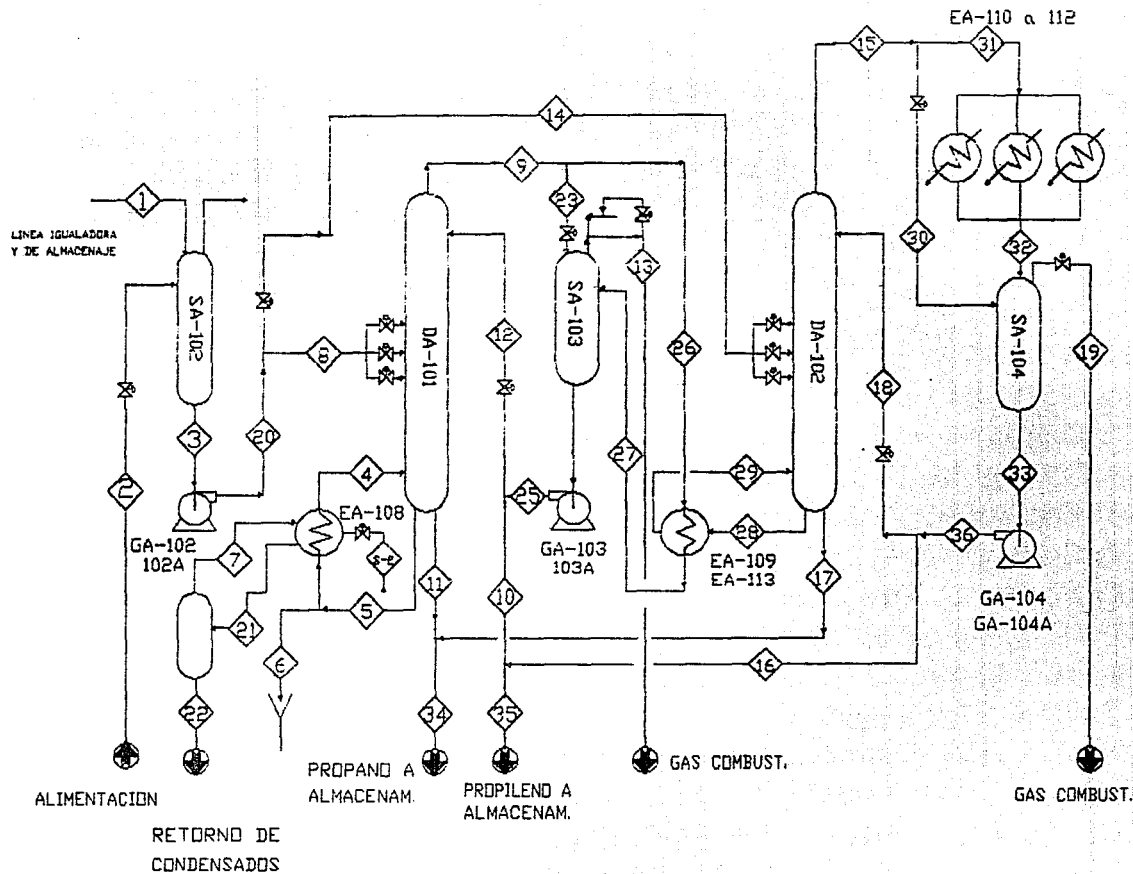 EA-110 a 112
15
31
14
9
1
23
LINEA IGUALADORA
Y DE ALMACENAJE
13
30
32
SA-102
DA-101
SA-103
DA-102
SA-104
12
26
8
18
19
3
20
27
4
29
33
2
EA-108
25
28
36
GA-102
102A
7
GA-103
103A
EA-109
EA-113
11
10
17
GA-104
GA-104A
21
5
6
16
22
34
35
PROPANO A
ALMACENAM.
PROPILENO A
ALMACENAM.
GAS COMBUST.
ALIMENTACION
GAS COMBUST.
RETORNO DE
CONDENSADOS